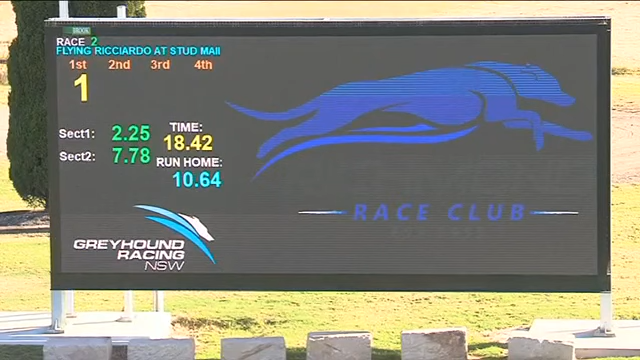 RACE 2
FLYING RICCIARDO AT STUD MAII
1st 2nd 3rd 4th
1
Sect1: 2.25
Sect2: 7.78
TIME:
18.42
RUN HOME:
10.64
GREYHOUND
RACING
NSW
RACE CLUB